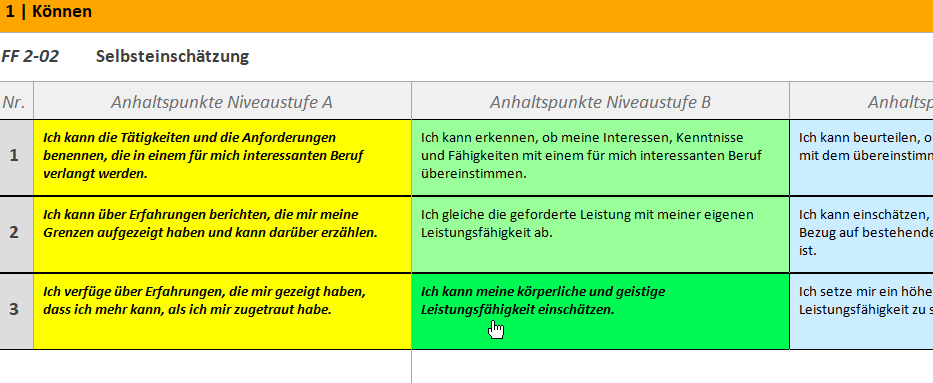 1 | Können
FF 2-02 Selbsteinschätzung
Nr. Anhaltspunkte Niveaustufe A Anhaltspunkte Niveaustufe B
1
Ich kann die Tätigkeiten und die Anforderungen
benennen, die in einem für mich interessanten Beruf
verlangt werden.
Ich kann erkennen, ob meine Interessen, Kenntnisse
und Fähigkeiten mit einem für mich interessanten Beruf
übereinstimmen.
Ich kann beurteilen,
mit dem
2
Ich kann über Erfahrungen berichten, die mir meine
Grenzen aufgezeigt haben und kann darüber erzählen.
Ich gleiche die geforderte Leistung mit meiner eigenen
Leistungsfähigkeit ab.
Ich kann einschätzen,
Bezug auf bestehende
ist.
3
Ich verfüge über Erfahrungen, die mir gezeigt haben,
dass ich mehr kann, als ich mir zugetraut habe.
Ich kann meine körperliche und geistige
Leistungsfähigkeit einschätzen.
Ich setze mir ein
Leistungsfähigkeit zu